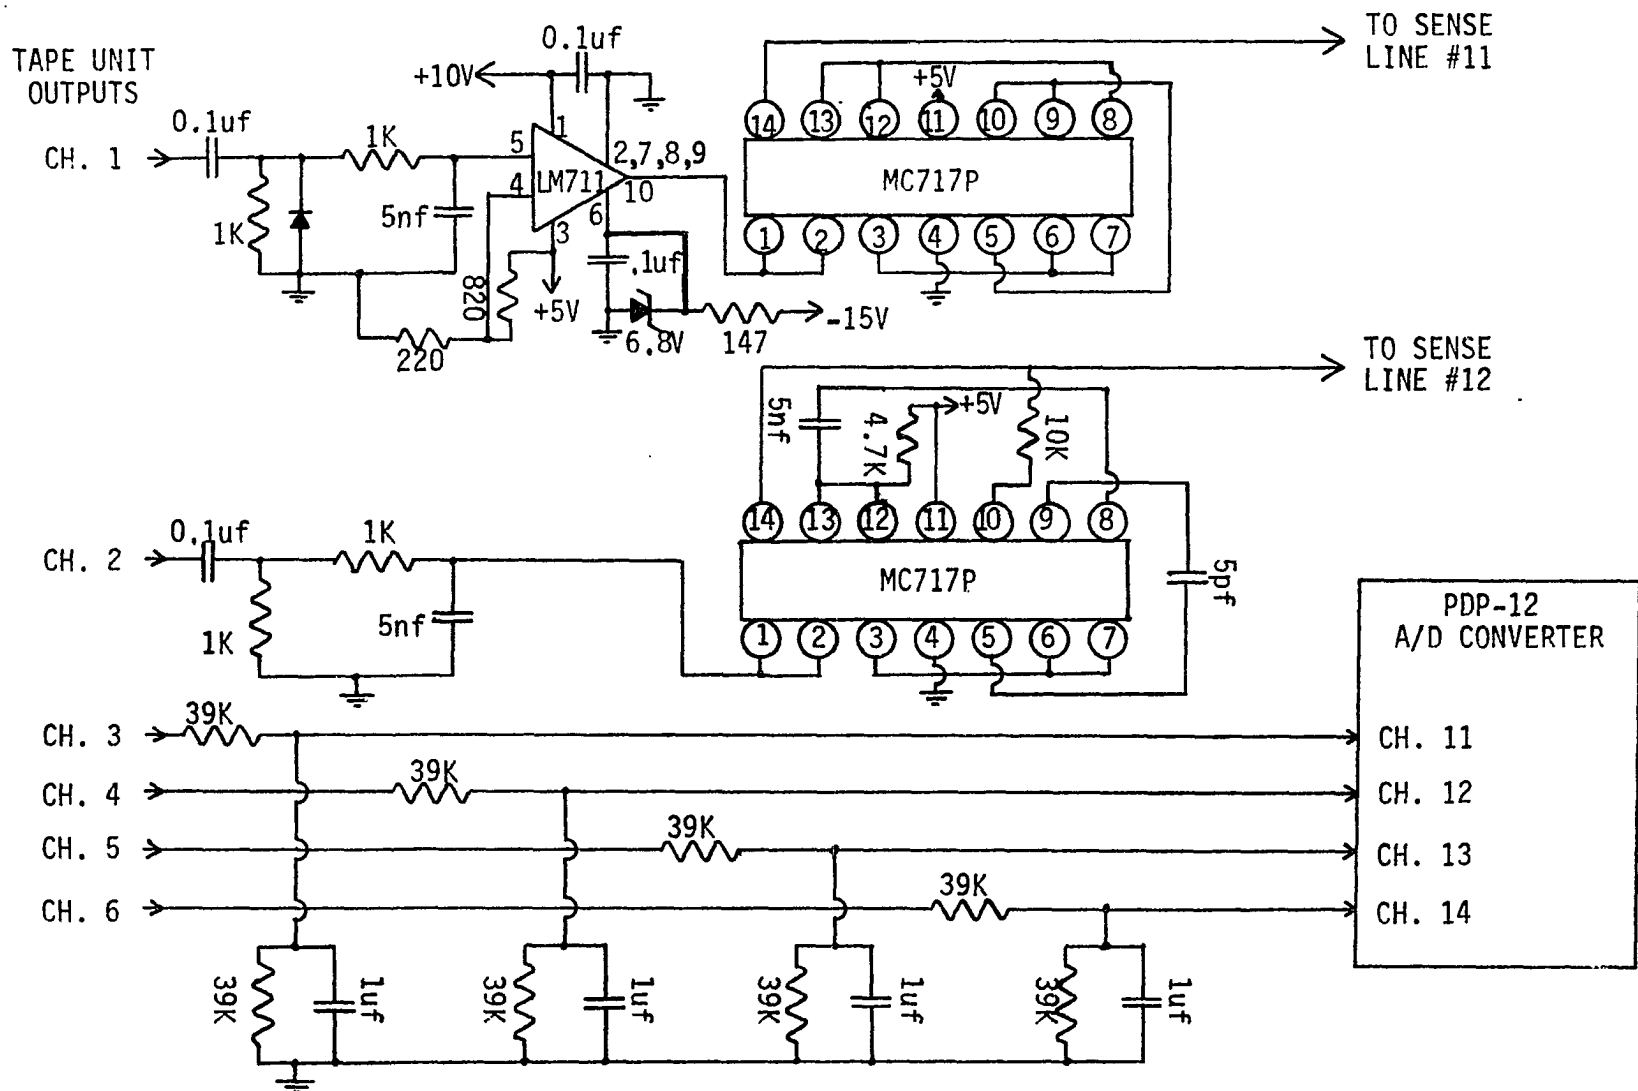 TAPE UNIT
OUTPUTS
TO SENSE
LINE #11
TO SENSE
LINE #12
CH. 1
0.1uf
1K
1K
5nf
+10V
0.1uf
5
4
1
LM711
2,7,8,9
10
6
3
+5V
820
220
.1uf
6.8V
147
-15V
14
13
12
11
10
9
8
+5V
MC717P
1
2
3
4
5
6
7
5nf
4.7K
+5V
10K
14
13
12
11
10
9
8
MC717P
1
2
3
4
5
6
7
5pf
CH. 2
0.1uf
1K
1K
5nf
PDP-12
A/D CONVERTER
CH. 3
39K
CH. 11
CH. 4
39K
CH. 12
CH. 5
39K
CH. 13
CH. 6
39K
CH. 14
39K
1uf
39K
1uf
39K
1uf
39K
1uf